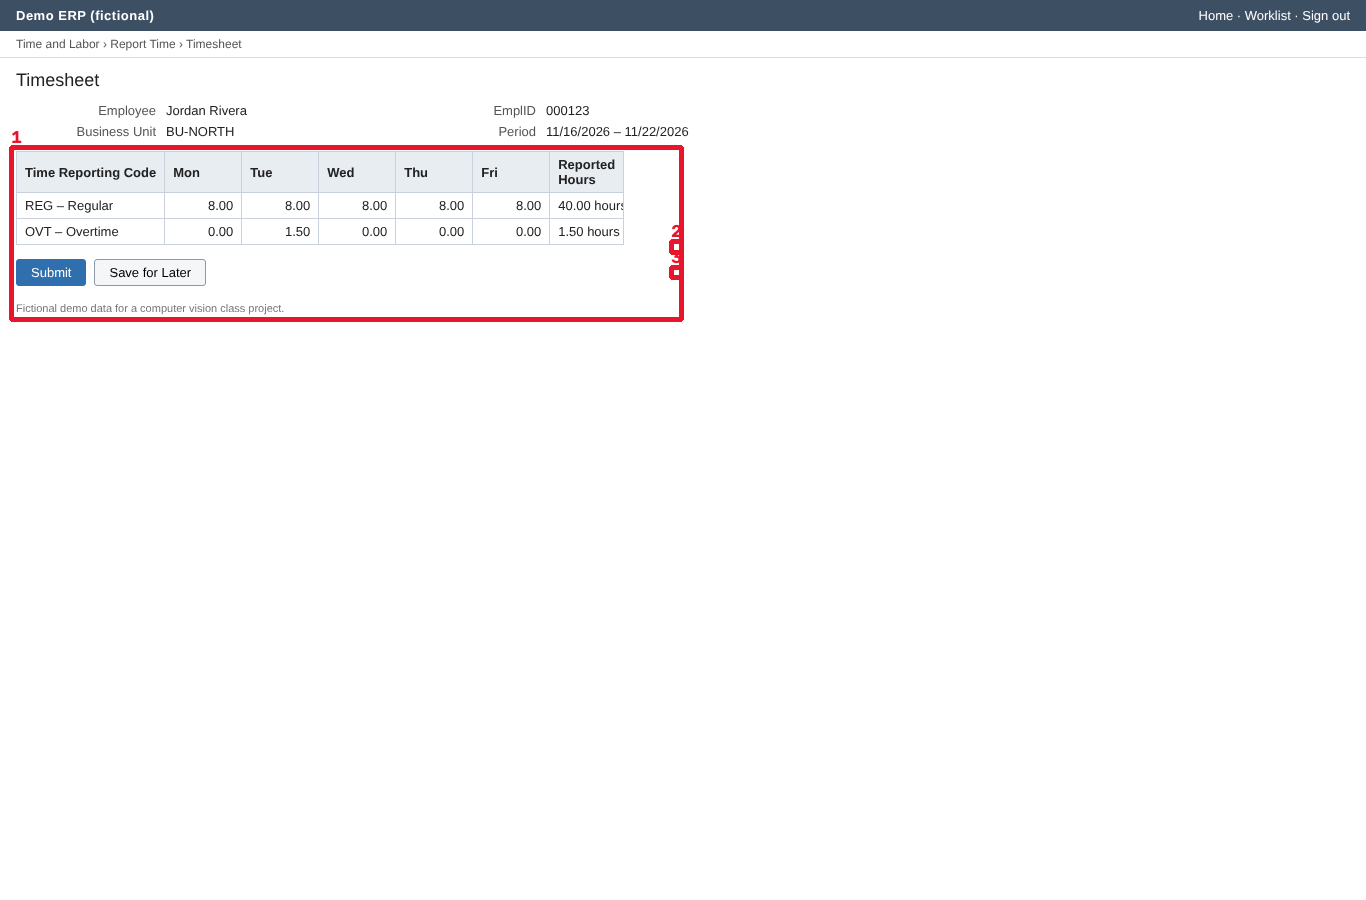 Demo ERP (fictional) Home · Worklist · Sign out
Time and Labor › Report Time › Timesheet
Timesheet
Employee Jordan Rivera EmplID 000123
Business Unit BU-NORTH Period 11/16/2026 – 11/22/2026
1
Time Reporting Code Mon Tue Wed Thu Fri Reported Hours
REG – Regular 8.00 8.00 8.00 8.00 8.00 40.00 hours
OVT – Overtime 0.00 1.50 0.00 0.00 0.00 1.50 hours
2
3
Submit Save for Later
Fictional demo data for a computer vision class project.